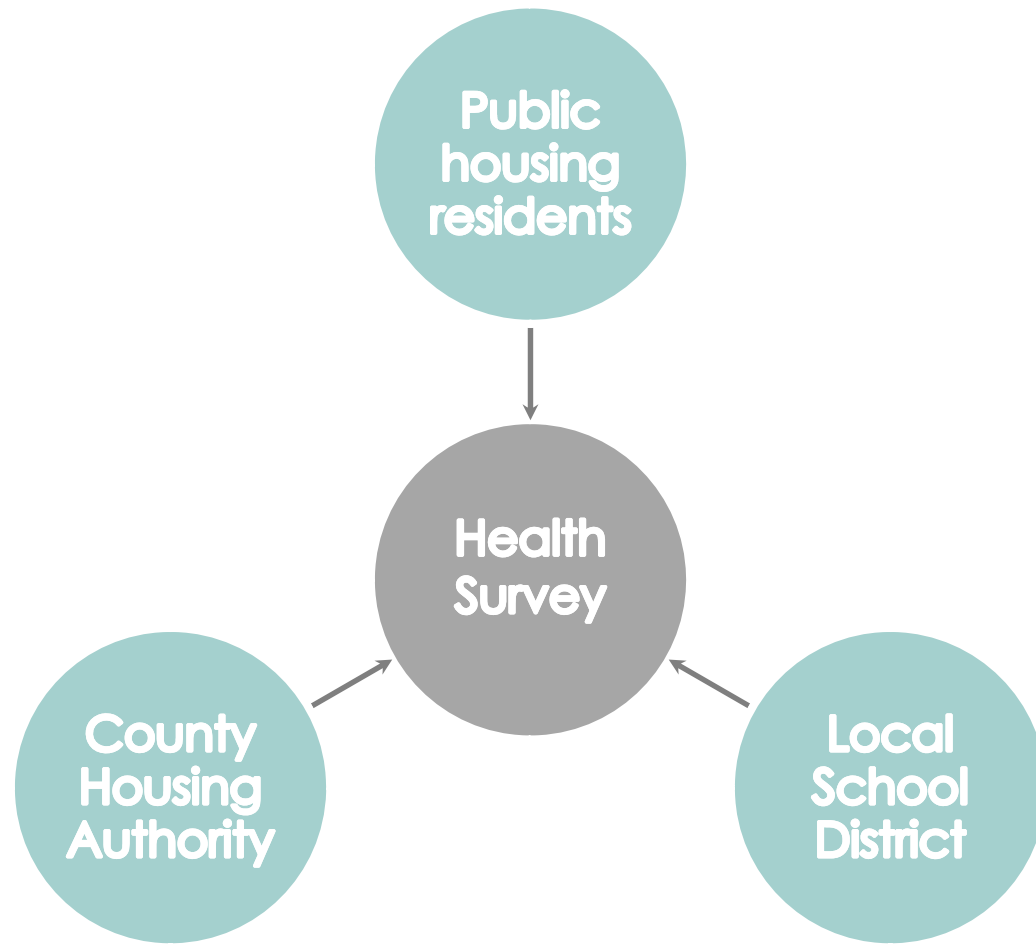 Public
housing
residents
Health
Survey
County
Housing
Authority
Local
School
District